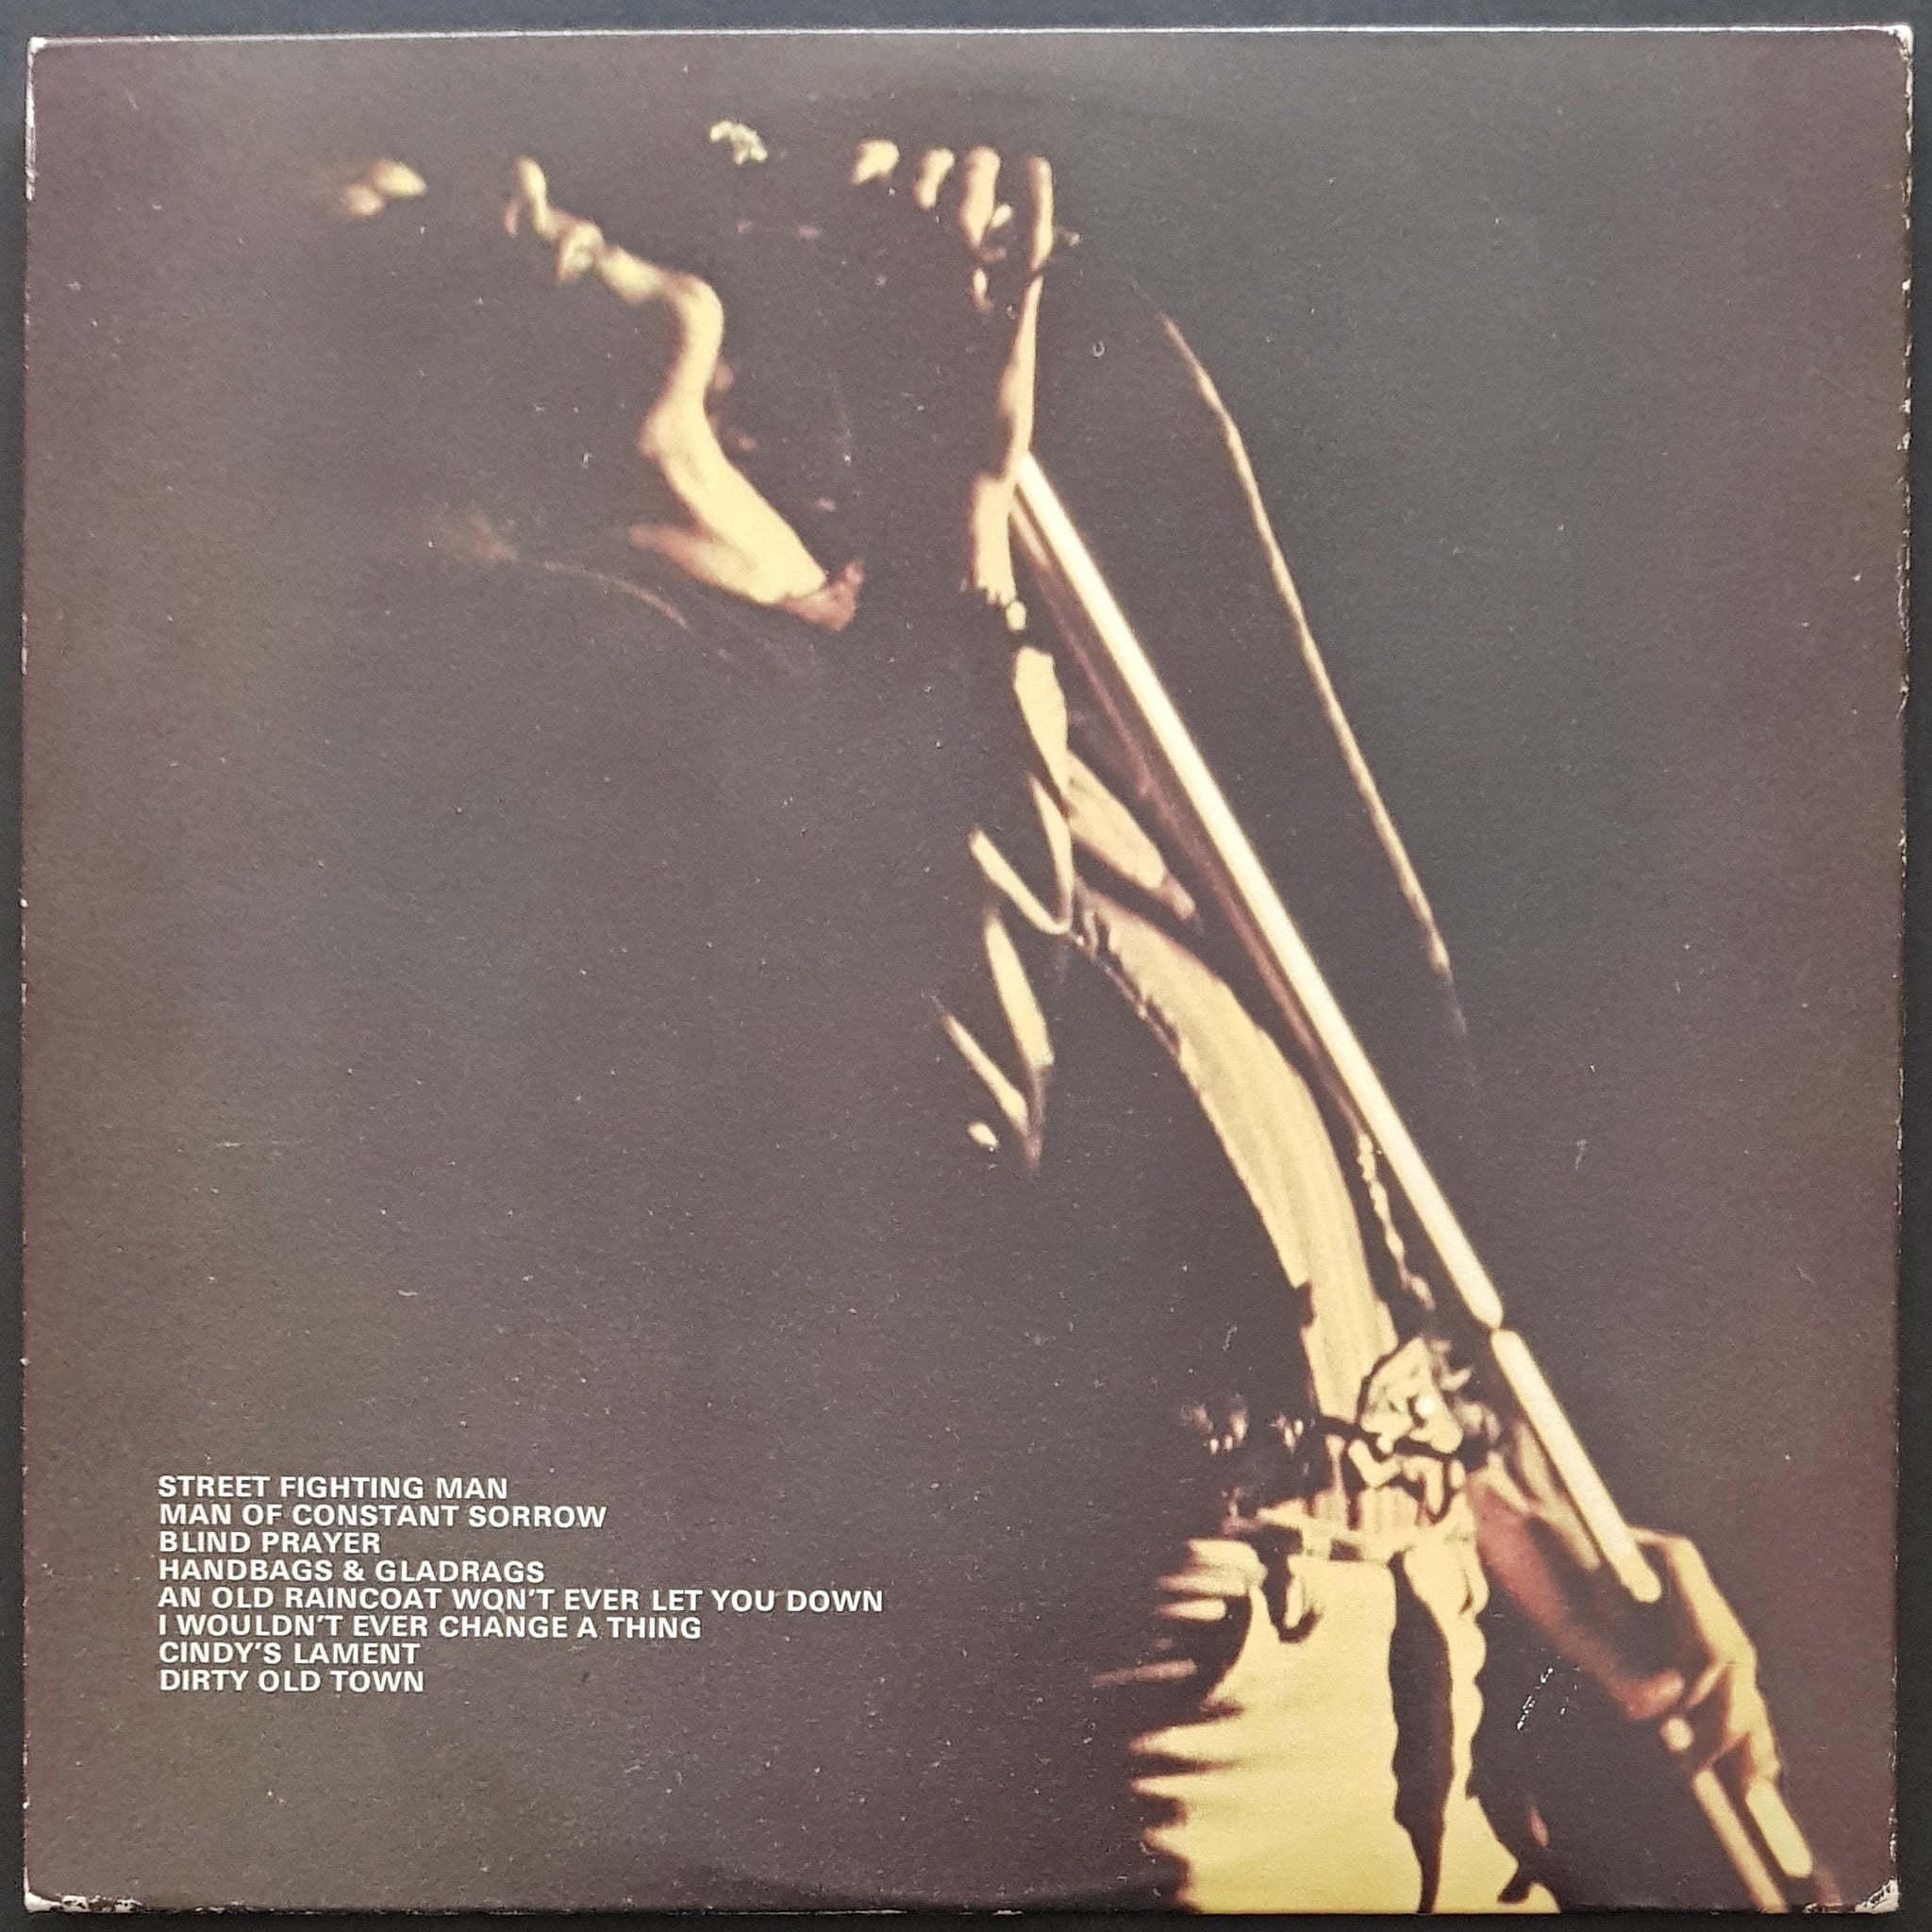 STREET FIGHTING MAN
MAN OF CONSTANT SORROW
BLIND PRAYER
HANDBAGS & GLADRAGS
AN OLD RAINCOAT WON'T EVER LET YOU DOWN
I WOULDN'T EVER CHANGE A THING
CINDY'S LAMENT
DIRTY OLD TOWN